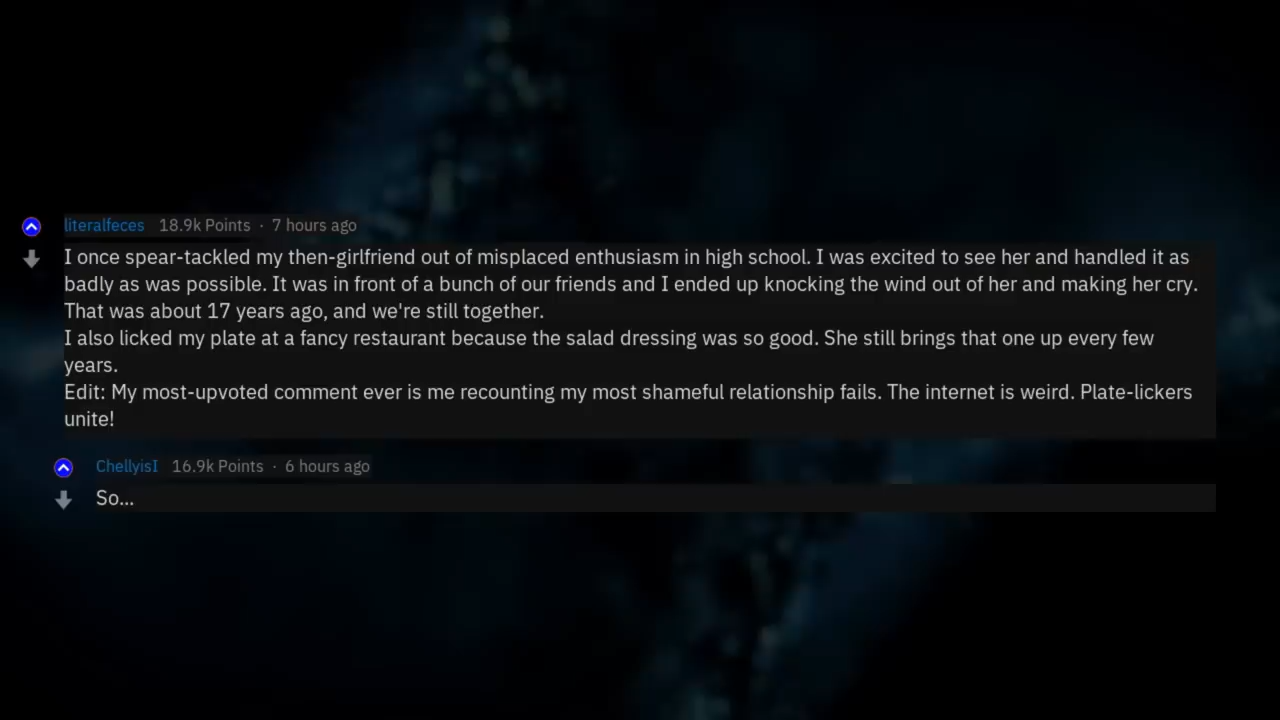 literalfeces 18.9k Points · 7 hours ago
I once spear-tackled my then-girlfriend out of misplaced enthusiasm in high school. I was excited to see her and handled it as
badly as was possible. It was in front of a bunch of our friends and I ended up knocking the wind out of her and making her cry.
That was about 17 years ago, and we're still together.
I also licked my plate at a fancy restaurant because the salad dressing was so good. She still brings that one up every few
years.
Edit: My most-upvoted comment ever is me recounting my most shameful relationship fails. The internet is weird. Plate-lickers
unite!
ChellyisI 16.9k Points · 6 hours ago
So...